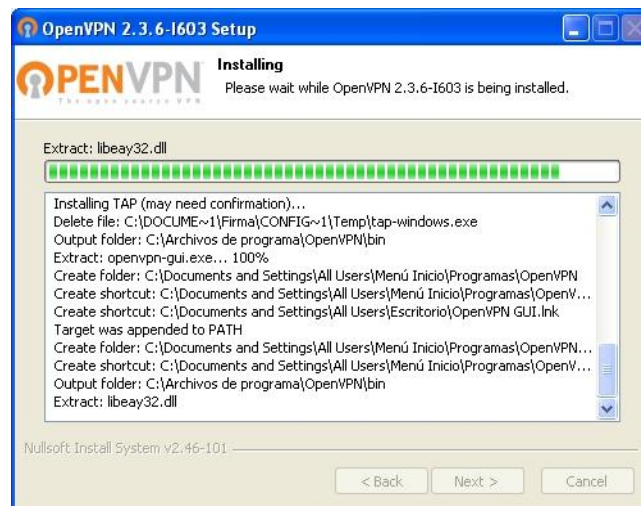 OpenVPN 2.3.6-I603 Setup
OPENVPN
The open source VPN
Installing
Please wait while OpenVPN 2.3.6-I603 is being installed.
Extract: libeay32.dll
Installing TAP (may need confirmation)...
Delete file: C:\DOCUME~1\Firma\CONFIG~1\Temp\tap-windows.exe
Output folder: C:\Archivos de programa\OpenVPN\bin
Extract: openvpn-gui.exe... 100%
Create folder: C:\Documents and Settings\All Users\Menú Inicio\Programas\OpenVPN
Create shortcut: C:\Documents and Settings\All Users\Menú Inicio\Programas\OpenV...
Create shortcut: C:\Documents and Settings\All Users\Escritorio\OpenVPN GUI.lnk
Target was appended to PATH
Create folder: C:\Documents and Settings\All Users\Menú Inicio\Programas\OpenVPN...
Create shortcut: C:\Documents and Settings\All Users\Menú Inicio\Programas\OpenV...
Output folder: C:\Archivos de programa\OpenVPN\bin
Extract: libeay32.dll
Nullsoft Install System v2.46-101
< Back
Next >
Cancel